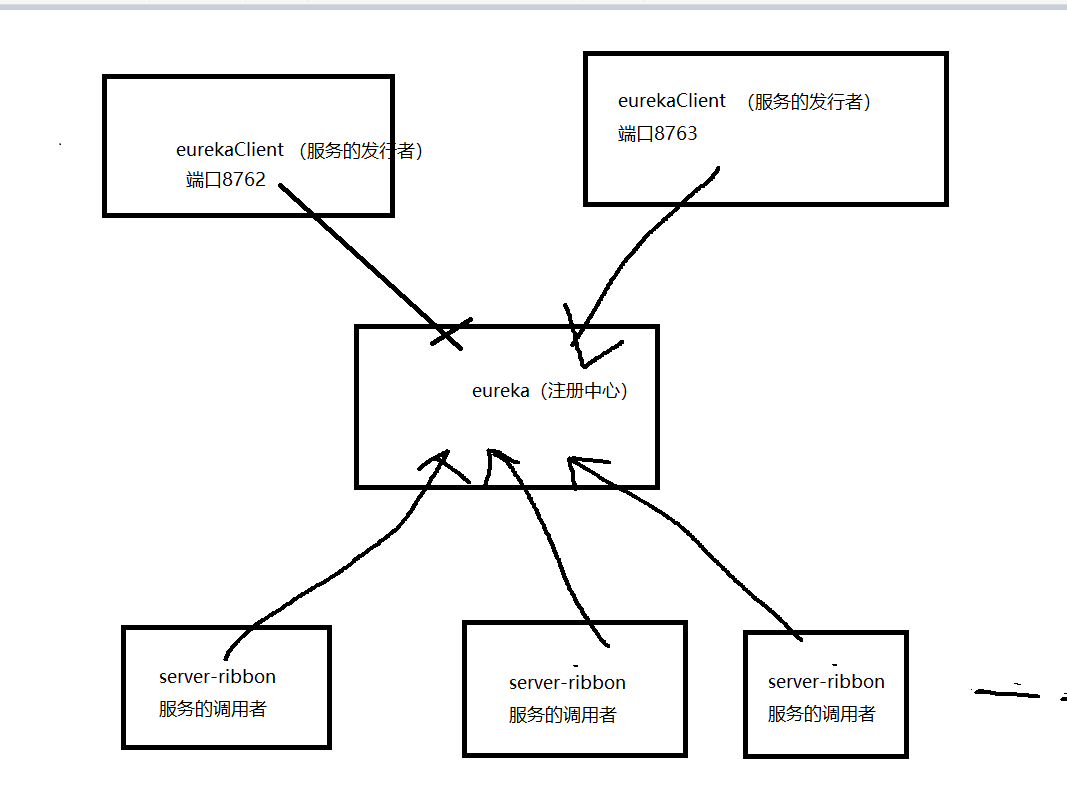 eurekaClient （服务的发行者）
端口8762
eurekaClient （服务的发行者）
端口8763
eureka（注册中心）
server-ribbon
服务的调用者
server-ribbon
服务的调用者
server-ribbon
服务的调用者